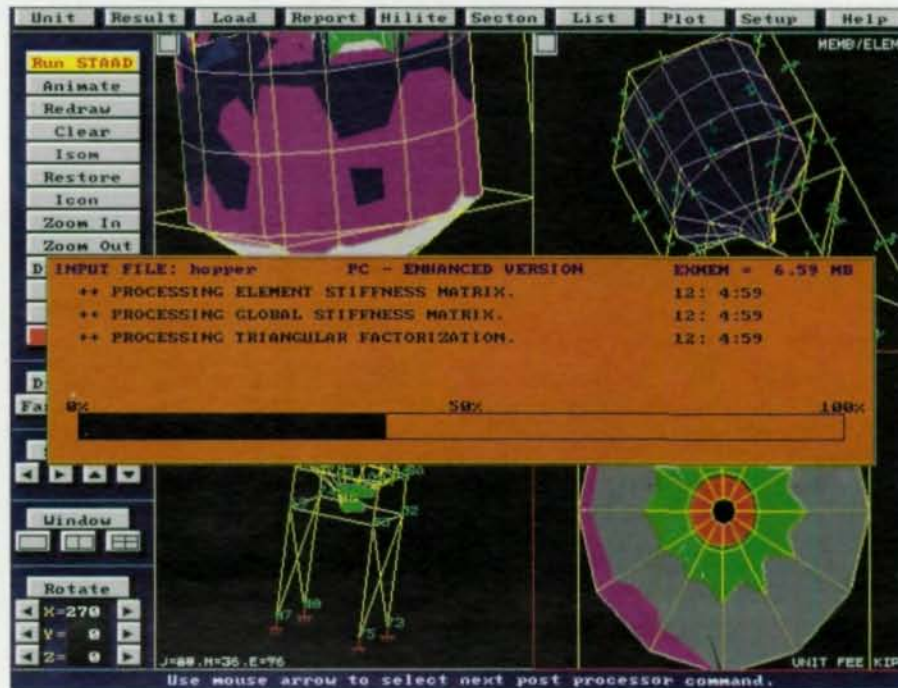 Unit Result Load Report Hilite Secton List Plot Setup Help
MEMB/ELEM
Run STAAD
Animate
Redraw
Clear
Isom
Restore
Icon
Zoom In
Zoom Out
INPUT FILE: hopper PC - ENHANCED VERSION EXMEM = 6.59 MB
++ PROCESSING ELEMENT STIFFNESS MATRIX. 12: 4:59
++ PROCESSING GLOBAL STIFFNESS MATRIX. 12: 4:59
++ PROCESSING TRIANGULAR FACTORIZATION. 12: 4:59
0% 50% 100%
Window
Rotate
X=270
Y= 0
Z= 0
J=80,M=36,E=96
UNIT FEE KIP
Use mouse arrow to select next post processor command.